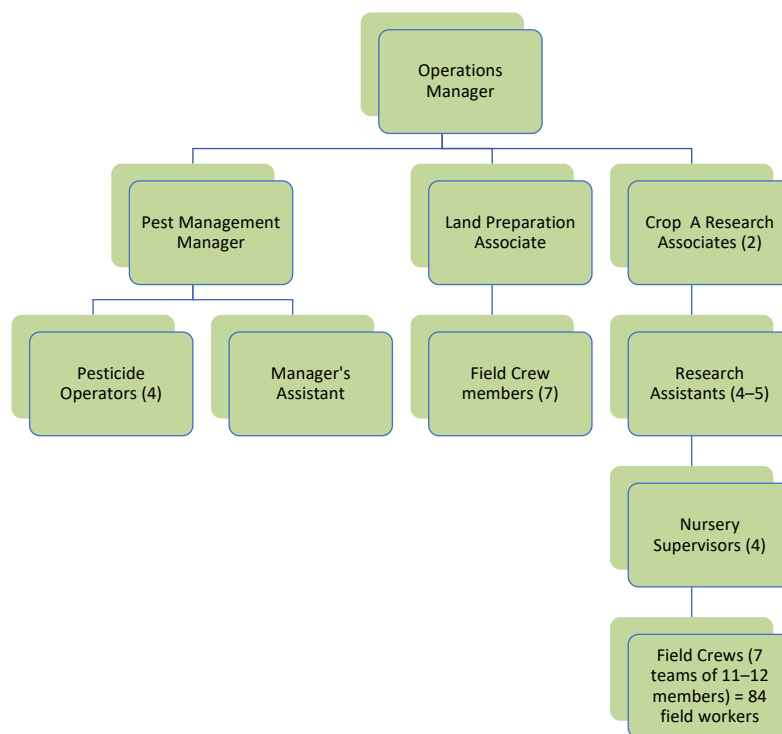 Operations
Manager
Pest Management
Manager
Land Preparation
Associate
Crop  A Research
Associates (2)
Pesticide
Operators (4)
Manager's
Assistant
Field Crew
members (7)
Research
Assistants (4–5)
Nursery
Supervisors (4)
Field Crews (7
teams of 11–12
members) = 84
field workers